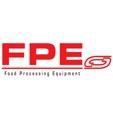 FPE
Food Processing Equipment